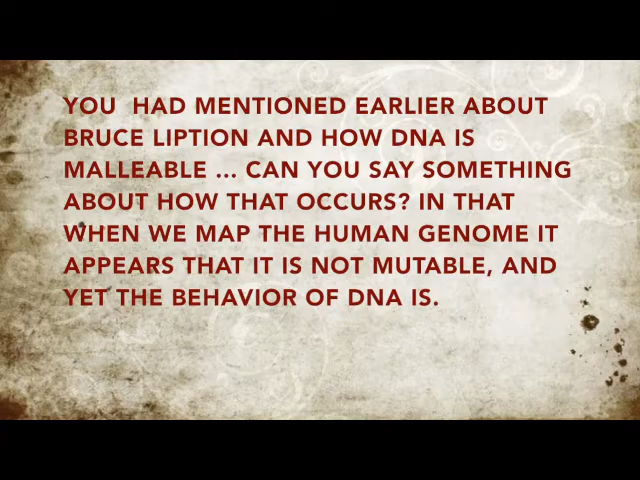 YOU  HAD MENTIONED EARLIER ABOUT
BRUCE LIPTION AND HOW DNA IS
MALLEABLE ... CAN YOU SAY SOMETHING
ABOUT HOW THAT OCCURS? IN THAT
WHEN WE MAP THE HUMAN GENOME IT
APPEARS THAT IT IS NOT MUTABLE, AND
YET THE BEHAVIOR OF DNA IS.